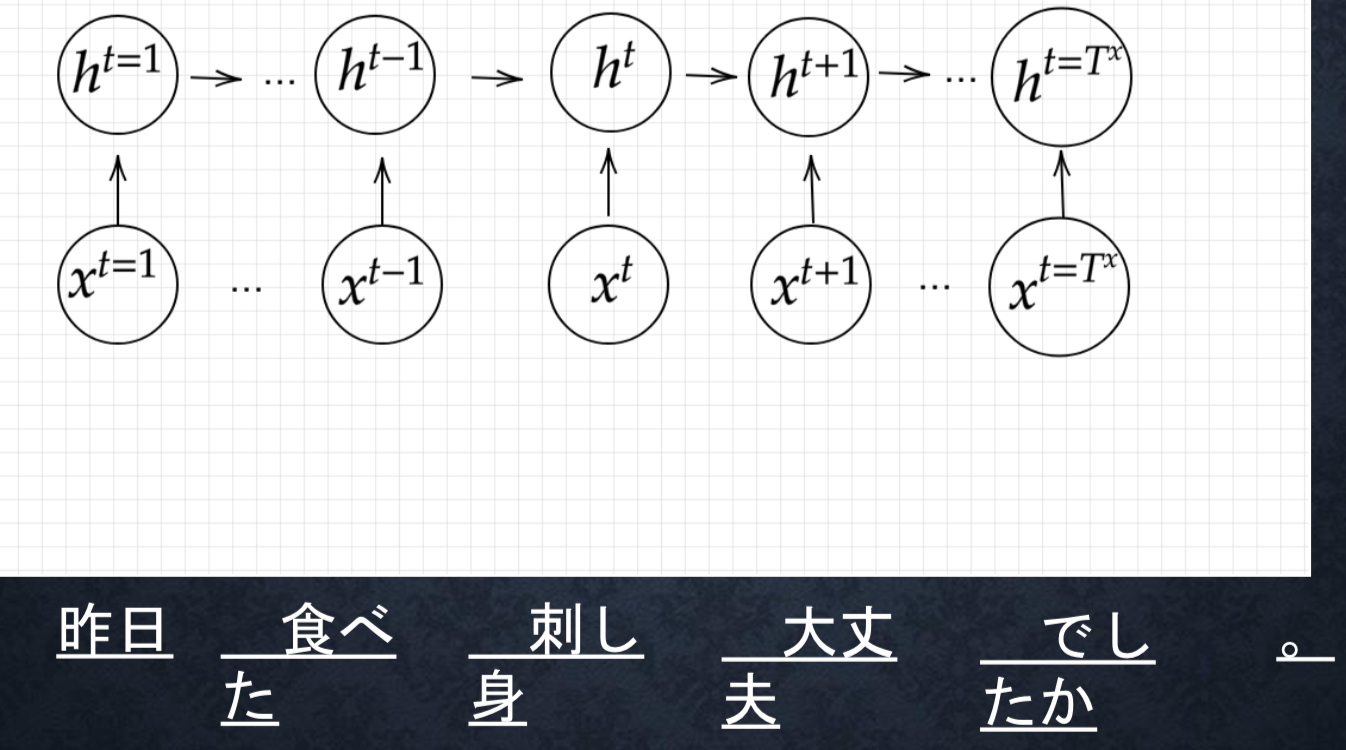 h^{t=1} ... h^{t-1} h^{t} h^{t+1} ... h^{t=T^x}
x^{t=1} ... x^{t-1} x^{t} x^{t+1} ... x^{t=T^x}
昨日 食べ 刺し 大丈 でし 。
た 身 夫 たか